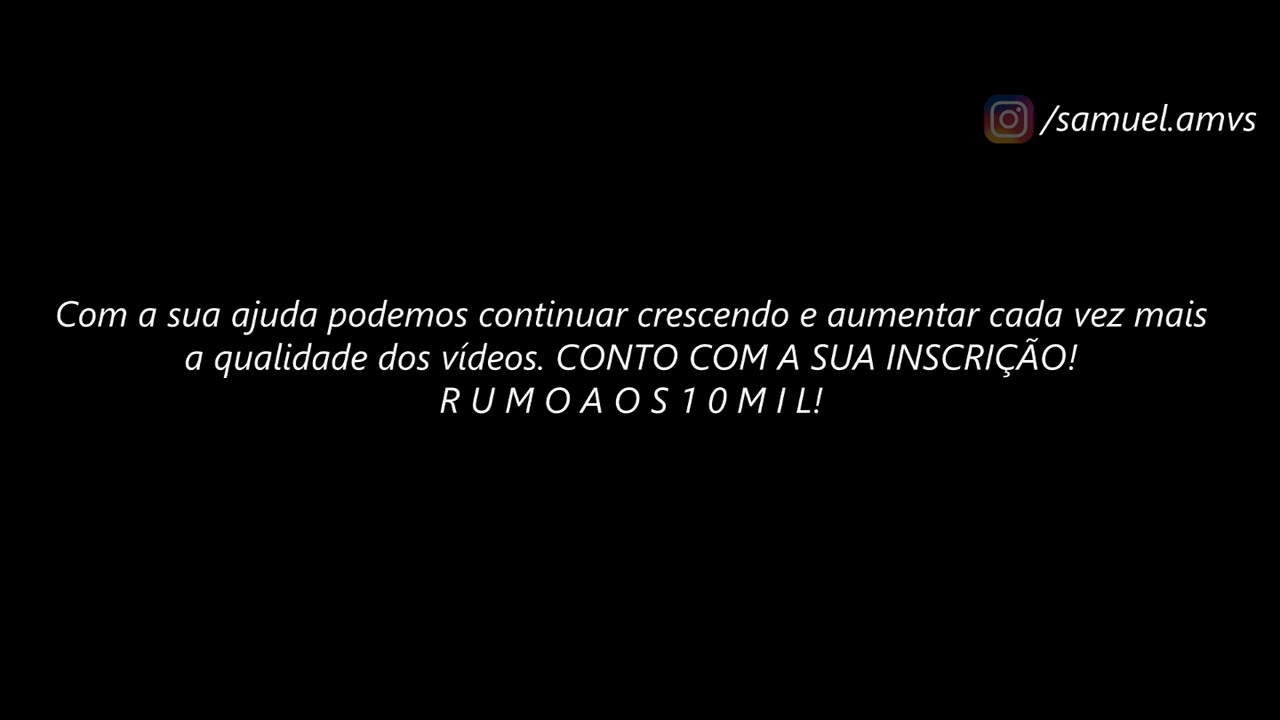 /samuel.amvs
Com a sua ajuda podemos continuar crescendo e aumentar cada vez mais
a qualidade dos vídeos. CONTO COM A SUA INSCRIÇÃO!
R U M O A O S 1 0 M I L!